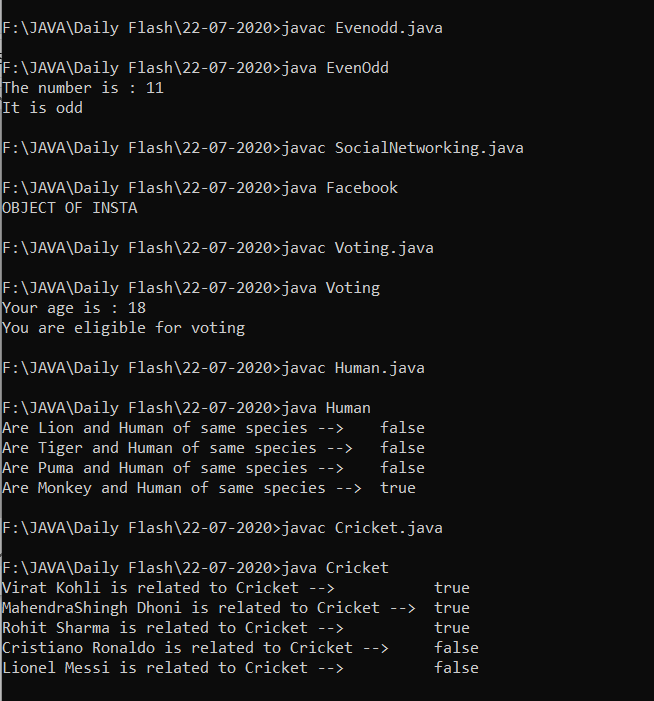 F:\JAVA\Daily Flash\22-07-2020>javac Evenodd.java
F:\JAVA\Daily Flash\22-07-2020>java EvenOdd
The number is : 11
It is odd
F:\JAVA\Daily Flash\22-07-2020>javac SocialNetworking.java
F:\JAVA\Daily Flash\22-07-2020>java Facebook
OBJECT OF INSTA
F:\JAVA\Daily Flash\22-07-2020>javac Voting.java
F:\JAVA\Daily Flash\22-07-2020>java Voting
Your age is : 18
You are eligible for voting
F:\JAVA\Daily Flash\22-07-2020>javac Human.java
F:\JAVA\Daily Flash\22-07-2020>java Human
Are Lion and Human of same species -->    false
Are Tiger and Human of same species -->   false
Are Puma and Human of same species -->    false
Are Monkey and Human of same species -->  true
F:\JAVA\Daily Flash\22-07-2020>javac Cricket.java
F:\JAVA\Daily Flash\22-07-2020>java Cricket
Virat Kohli is related to Cricket -->           true
MahendraShingh Dhoni is related to Cricket -->  true
Rohit Sharma is related to Cricket -->          true
Cristiano Ronaldo is related to Cricket -->     false
Lionel Messi is related to Cricket -->          false